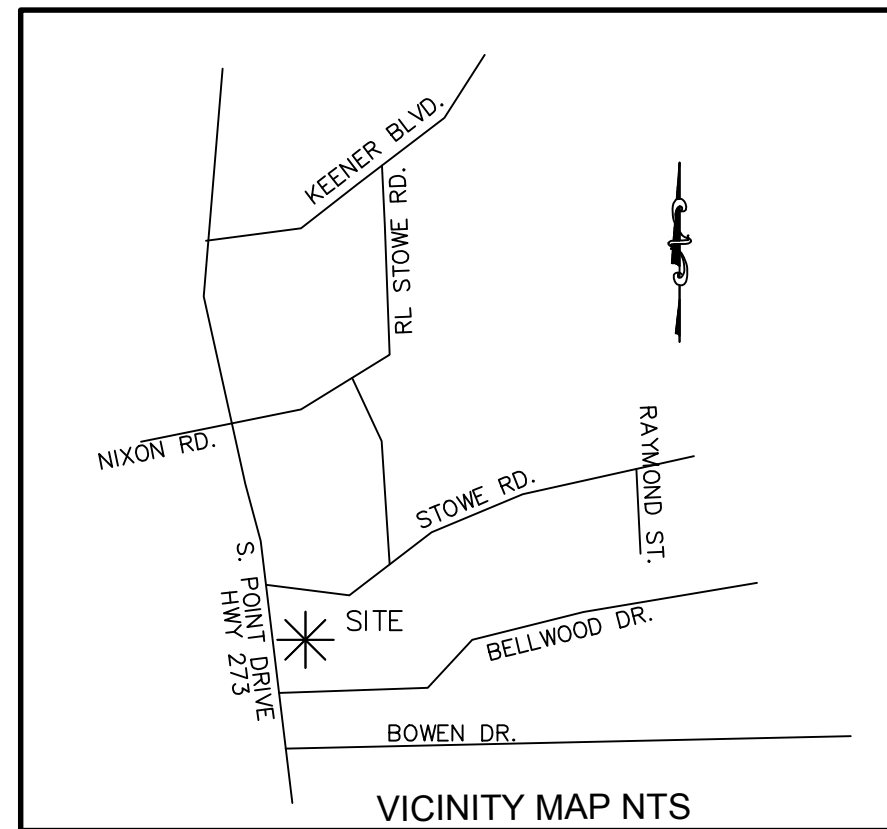 KEENER BLVD.
RL STOWE RD.
NIXON RD.
RAYMOND ST.
STOWE RD.
S. POINT DRIVE
HWY 273
SITE
BELLWOOD DR.
BOWEN DR.
VICINITY MAP NTS